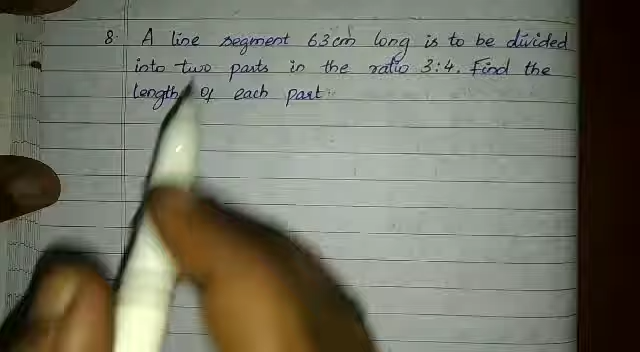 8. A line segment 63cm long is to be divided
into two parts in the ratio 3:4. Find the
length of each part.